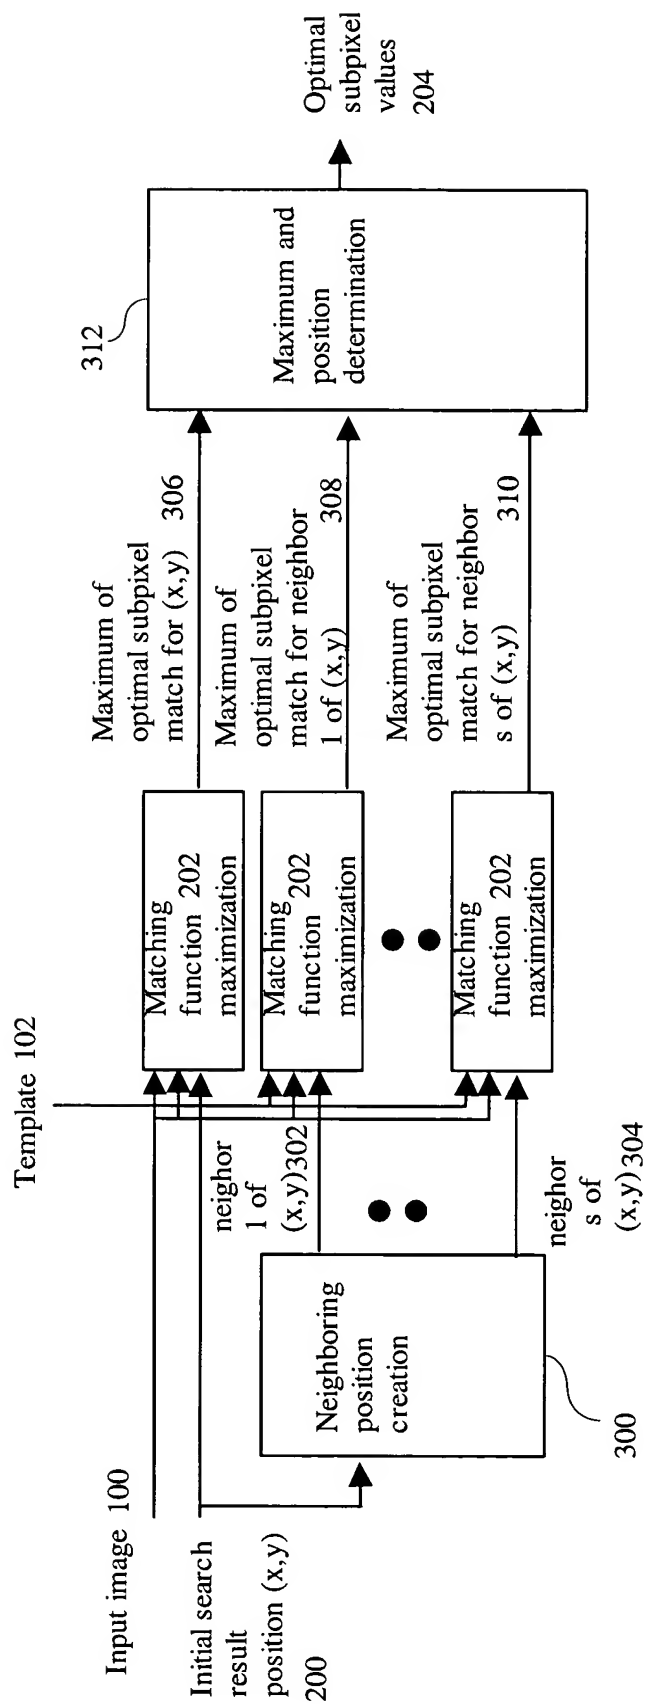 Input image 100
Initial search
result
position (x,y)
200
Template 102
Neighboring
position
creation
300
neighor
1 of
(x,y)302
neighor
s of
(x,y)304
Matching
function 202
maximization
Matching
function 202
maximization
Matching
function 202
maximization
Maximum of
optimal subpixel
match for (x,y) 306
Maximum of
optimal subpixel
match for neighbor
1 of (x,y)
308
Maximum of
optimal subpixel
match for neighbor
s of (x,y)
310
312
Maximum and
position
determination
Optimal
subpixel
values
204